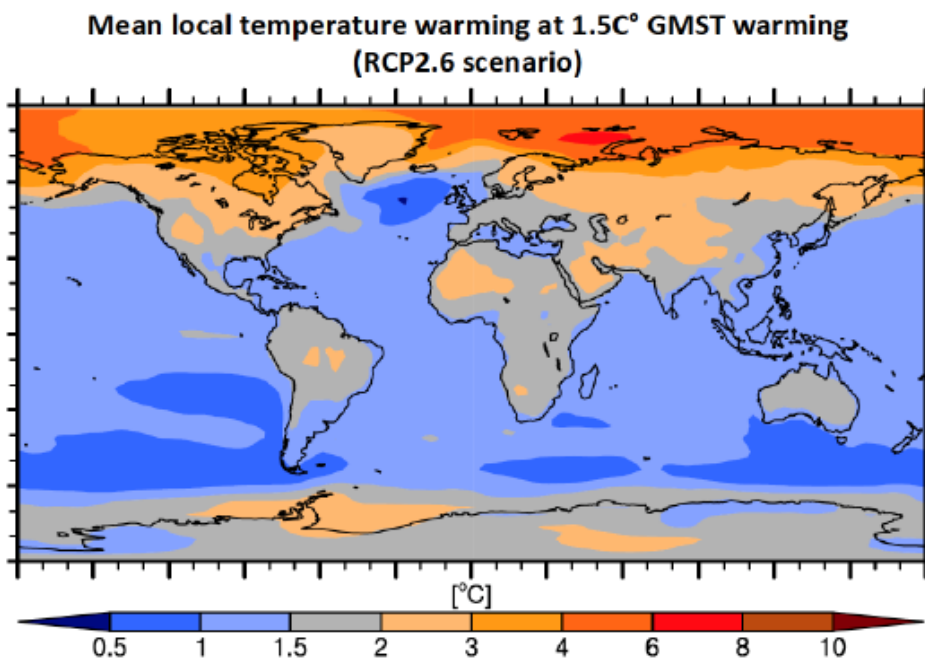 Mean local temperature warming at 1.5C° GMST warming
(RCP2.6 scenario)
[°C]
0.5 1 1.5 2 3 4 6 8 10